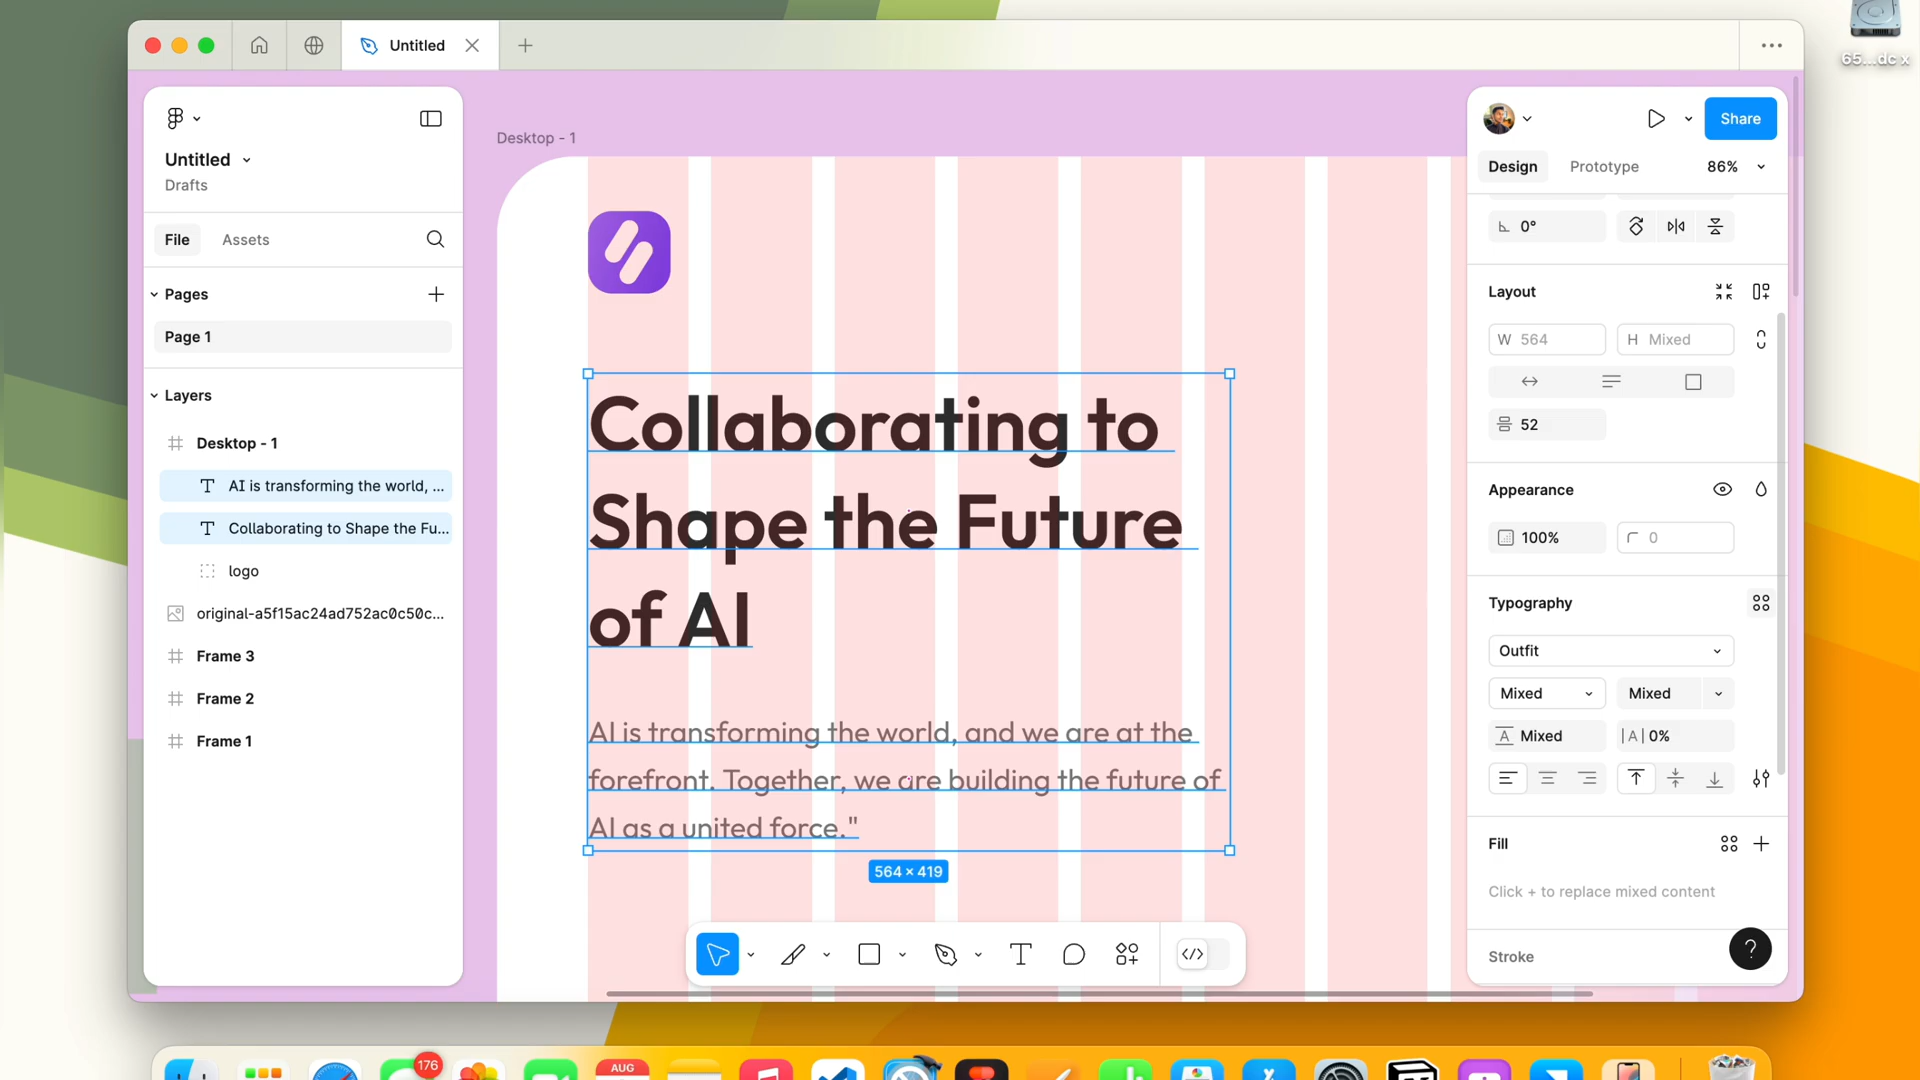 65...dc x
Untitled
Untitled
Drafts
File
Assets
Pages
Page 1
Layers
Desktop - 1
AI is transforming the world, ...
Collaborating to Shape the Fu...
logo
original-a5f15ac24ad752ac0c50c...
Frame 3
Frame 2
Frame 1
Desktop - 1
Collaborating to
Shape the Future
of AI
AI is transforming the world, and we are at the
forefront. Together, we are building the future of
AI as a united force."
564 × 419
Share
Design
Prototype
86%
0°
Layout
W 564
H Mixed
52
Appearance
100%
0
Typography
Outfit
Mixed
Mixed
Mixed
|A| 0%
Fill
Click + to replace mixed content
Stroke
?
176
AUG